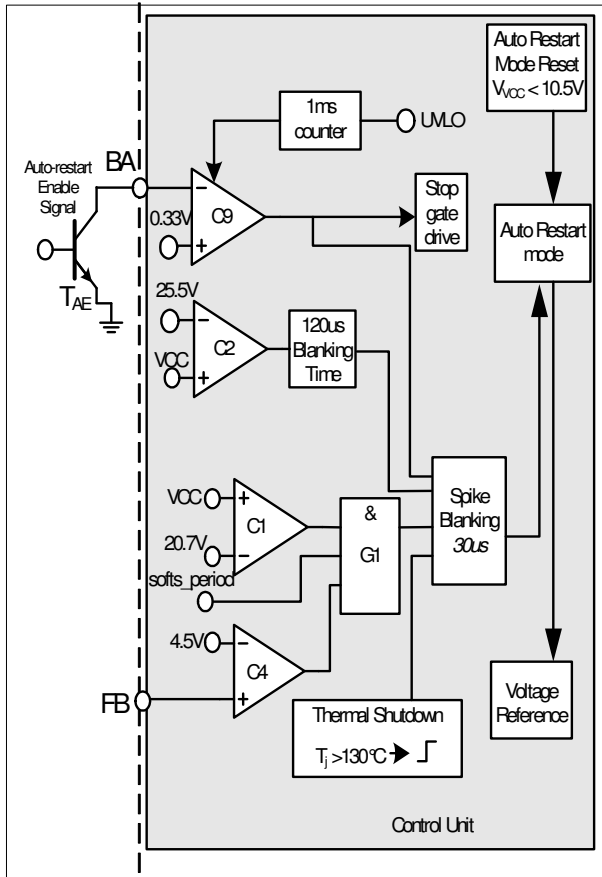 Auto Restart
Mode Reset
VVCC < 10.5V
1ms
counter
UVLO
BA
Auto-restart
Enable
Signal
C9
Stop
gate
drive
0.33V
Auto Restart
mode
TAE
25.5V
C2
120us
Blanking
Time
VCC
VCC
C1
20.7V
&
G1
Spike
Blanking
30us
softs_period
4.5V
C4
FB
Voltage
Reference
Thermal Shutdown
Tj >130°C
Control Unit